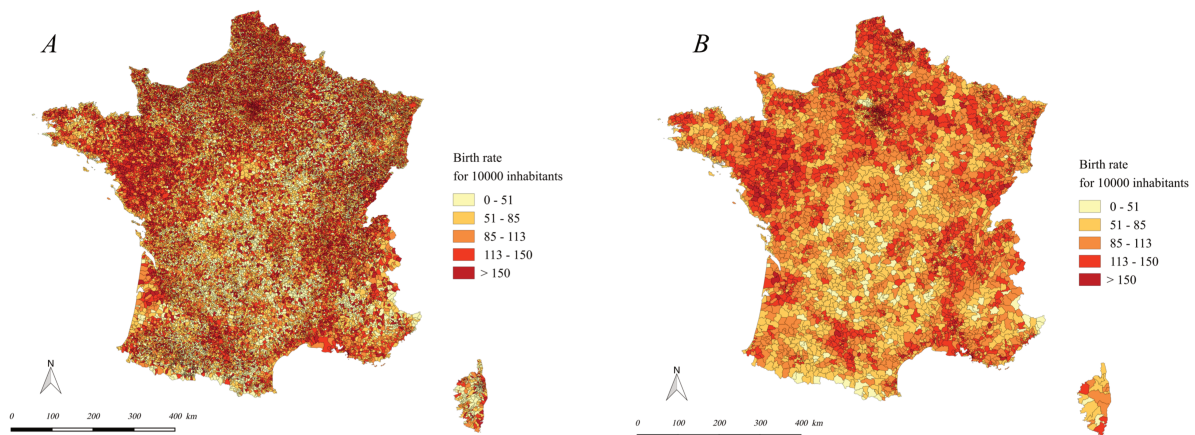 A
Birth rate
for 10000 inhabitants
0 - 51
51 - 85
85 - 113
113 - 150
> 150
N
0 100 200 300 400 km
B
Birth rate
for 10000 inhabitants
0 - 51
51 - 85
85 - 113
113 - 150
> 150
N
0 100 200 300 400 km